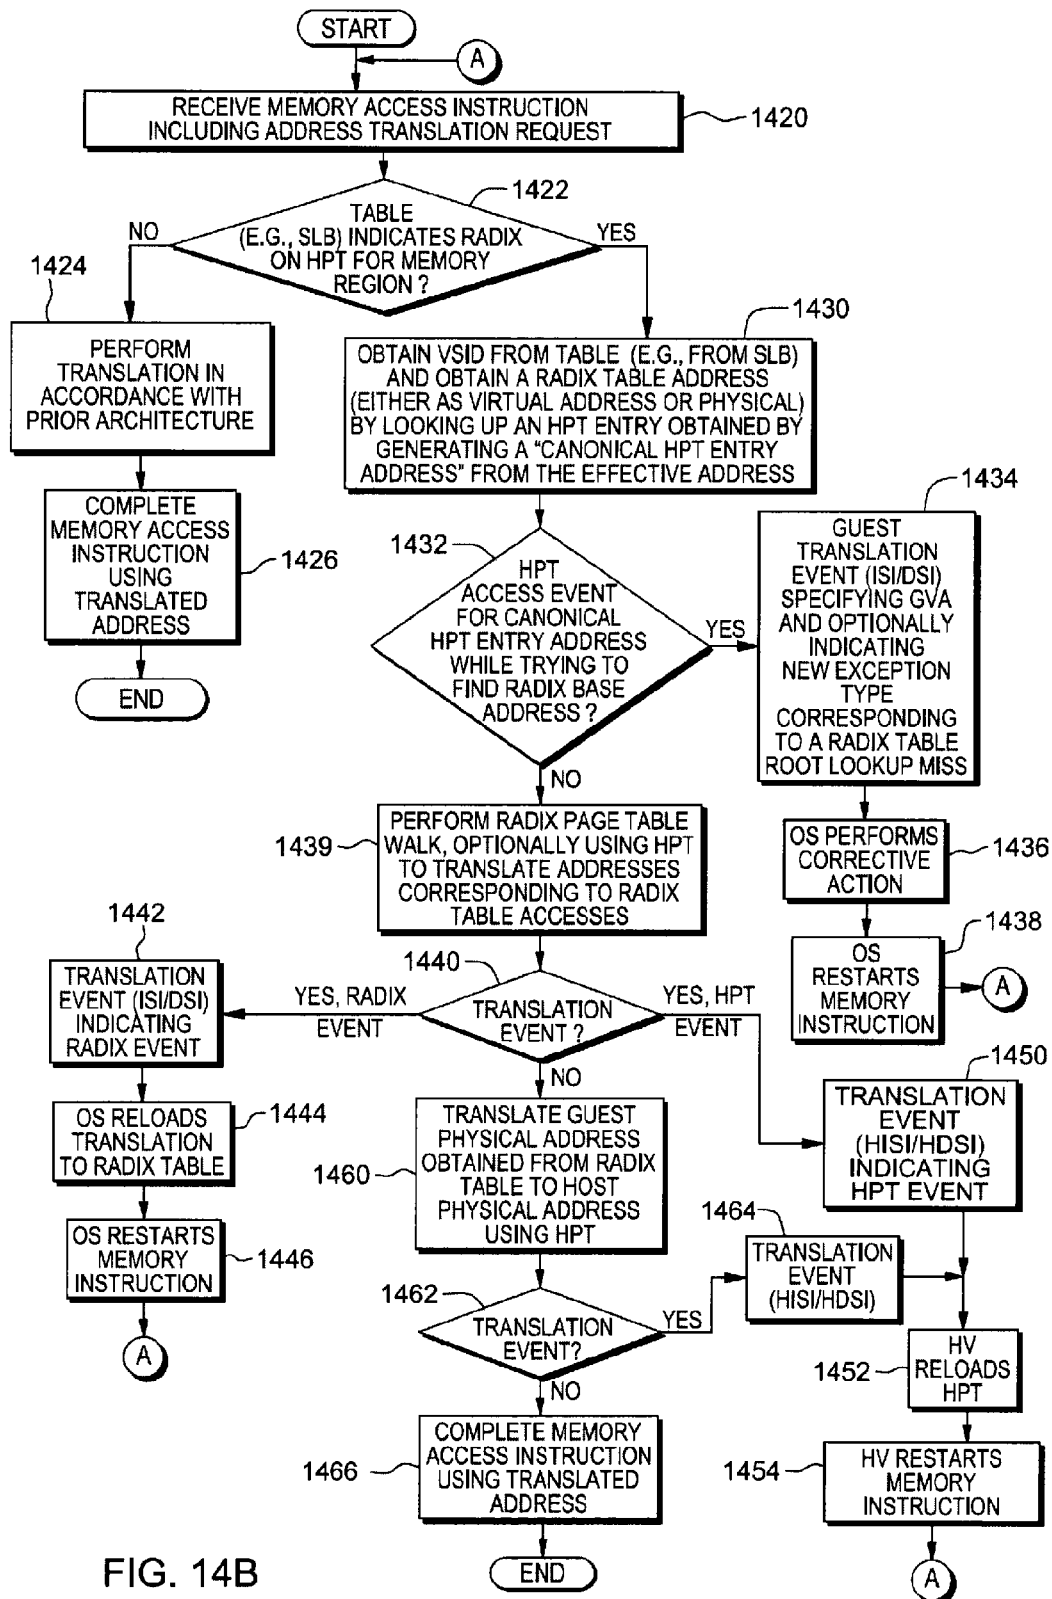 START
A
RECEIVE MEMORY ACCESS INSTRUCTION
INCLUDING ADDRESS TRANSLATION REQUEST
1420
1422
TABLE
(E.G., SLB) INDICATES RADIX
ON HPT FOR MEMORY
REGION ?
NO
YES
1424
PERFORM
TRANSLATION IN
ACCORDANCE WITH
PRIOR ARCHITECTURE
COMPLETE
MEMORY ACCESS
INSTRUCTION
USING
TRANSLATED
ADDRESS
1426
END
1430
OBTAIN VSID FROM TABLE (E.G., FROM SLB)
AND OBTAIN A RADIX TABLE ADDRESS
(EITHER AS VIRTUAL ADDRESS OR PHYSICAL)
BY LOOKING UP AN HPT ENTRY OBTAINED BY
GENERATING A "CANONICAL HPT ENTRY
ADDRESS" FROM THE EFFECTIVE ADDRESS
1432
HPT
ACCESS EVENT
FOR CANONICAL
HPT ENTRY ADDRESS
WHILE TRYING TO
FIND RADIX BASE
ADDRESS ?
YES
NO
1434
GUEST
TRANSLATION
EVENT (ISI/DSI)
SPECIFYING GVA
AND OPTIONALLY
INDICATING
NEW EXCEPTION
TYPE
CORRESPONDING
TO A RADIX TABLE
ROOT LOOKUP MISS
OS PERFORMS
CORRECTIVE
ACTION
1436
OS
RESTARTS
MEMORY
INSTRUCTION
1438
A
1439
PERFORM RADIX PAGE TABLE
WALK, OPTIONALLY USING HPT
TO TRANSLATE ADDRESSES
CORRESPONDING TO RADIX
TABLE ACCESSES
1440
TRANSLATION
EVENT ?
YES, RADIX
EVENT
YES, HPT
EVENT
NO
1442
TRANSLATION
EVENT (ISI/DSI)
INDICATING
RADIX EVENT
OS RELOADS
TRANSLATION
TO RADIX TABLE
1444
OS RESTARTS
MEMORY
INSTRUCTION
1446
A
1450
TRANSLATION
EVENT
(HISI/HDSI)
INDICATING
HPT EVENT
1460
TRANSLATE GUEST
PHYSICAL ADDRESS
OBTAINED FROM RADIX
TABLE TO HOST
PHYSICAL ADDRESS
USING HPT
1462
TRANSLATION
EVENT?
YES
NO
1464
TRANSLATION
EVENT
(HISI/HDSI)
1452
HV
RELOADS
HPT
1454
HV RESTARTS
MEMORY
INSTRUCTION
A
1466
COMPLETE MEMORY
ACCESS INSTRUCTION
USING TRANSLATED
ADDRESS
END
FIG. 14B